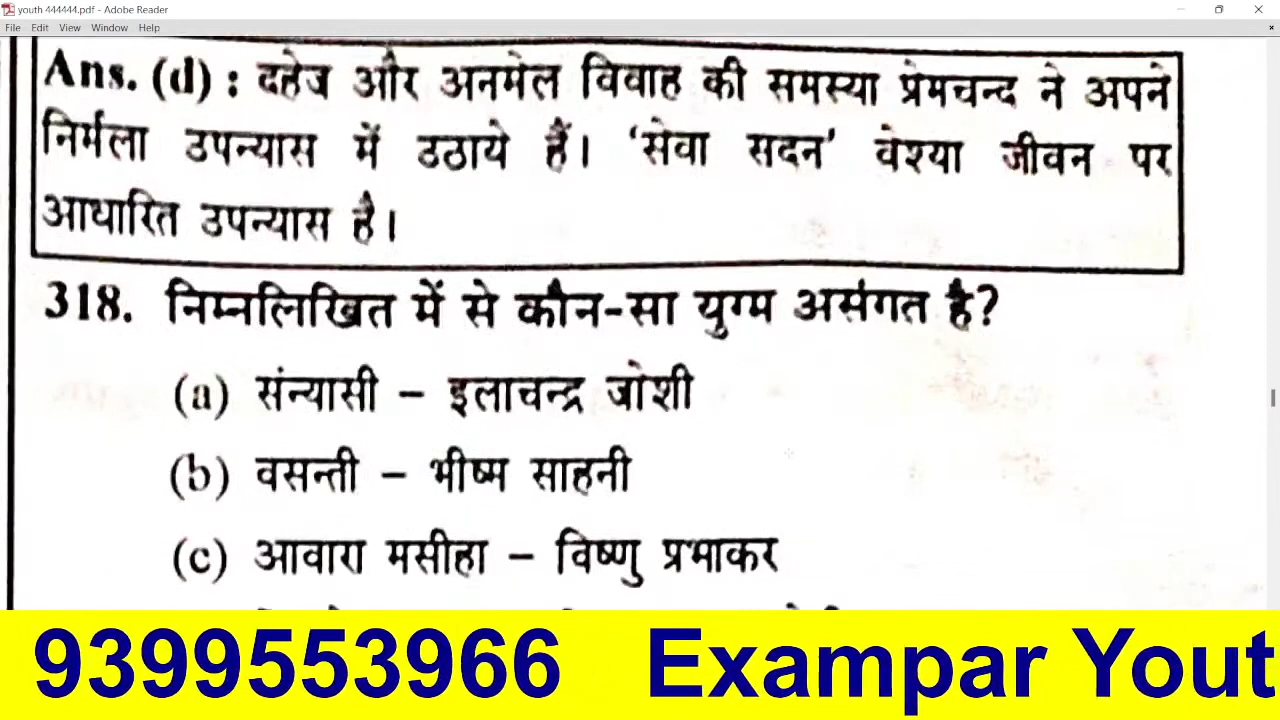 youth 444444.pdf - Adobe Reader
File Edit View Window Help
Ans. (d) : दहेज और अनमेल विवाह की समस्या प्रेमचन्द ने अपने
निर्मला उपन्यास में उठाये हैं। 'सेवा सदन' वेश्या जीवन पर
आधारित उपन्यास है।
318. निम्नलिखित में से कौन-सा युग्म असंगत है?
(a) संन्यासी – इलाचन्द्र जोशी
(b) वसन्ती – भीष्म साहनी
(c) आवारा मसीहा – विष्णु प्रभाकर
9399553966 Exampar Yout